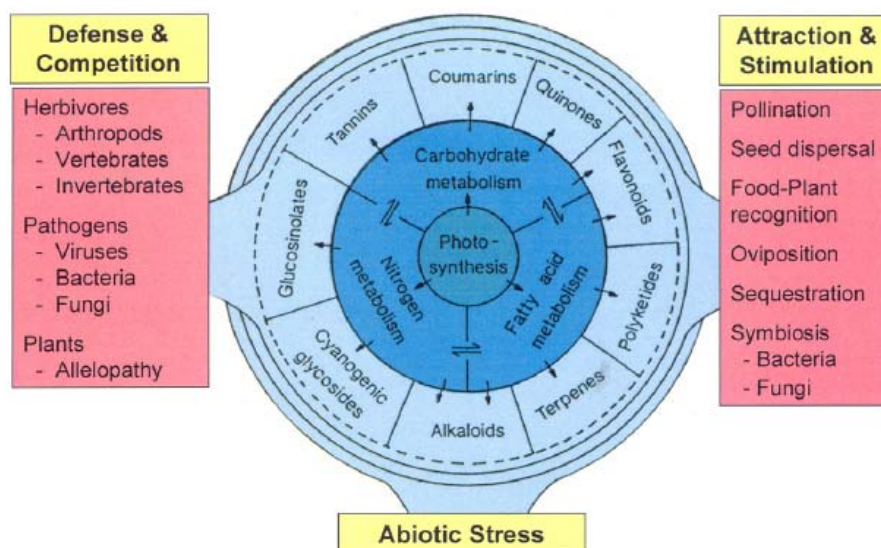 Defense &
Competition
Herbivores
- Arthropods
- Vertebrates
- Invertebrates
Pathogens
- Viruses
- Bacteria
- Fungi
Plants
- Allelopathy
Coumarins
Quinones
Flavonoids
Polyketides
Terpenes
Alkaloids
Cyanogenic
glycosides
Glucosinolates
Tannins
Carbohydrate
metabolism
Fatty acid
metabolism
Nitrogen
metabolism
Photo-
synthesis
Attraction &
Stimulation
Pollination
Seed dispersal
Food-Plant
recognition
Oviposition
Sequestration
Symbiosis
- Bacteria
- Fungi
Abiotic Stress